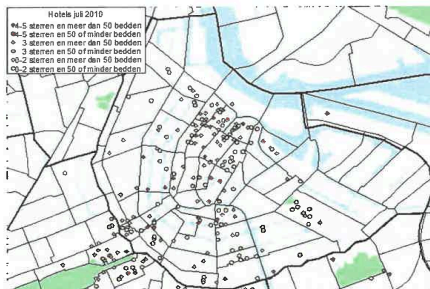 Hotels juli 2010
4-5 sterren en meer dan 50 bedden
4-5 sterren en 50 of minder bedden
3 sterren en meer dan 50 bedden
3 sterren en 50 of minder bedden
0-2 sterren en meer dan 50 bedden
0-2 sterren en 50 of minder bedden